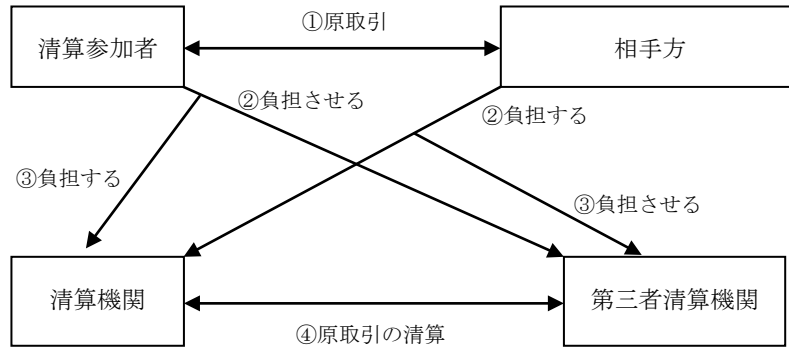 ①原取引
清算参加者
相手方
②負担させる
②負担する
③負担する
③負担させる
清算機関
第三者清算機関
④原取引の清算